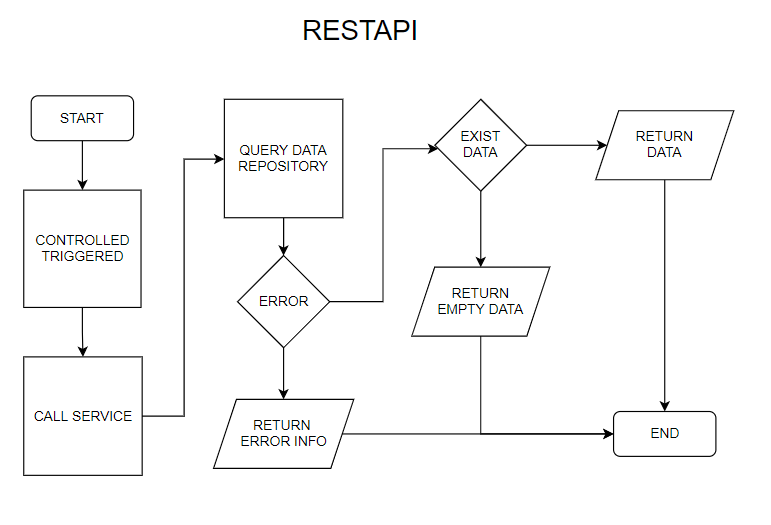 RESTAPI
START
CONTROLLED
TRIGGERED
CALL SERVICE
QUERY DATA
REPOSITORY
ERROR
RETURN
ERROR INFO
EXIST
DATA
RETURN
EMPTY DATA
RETURN
DATA
END